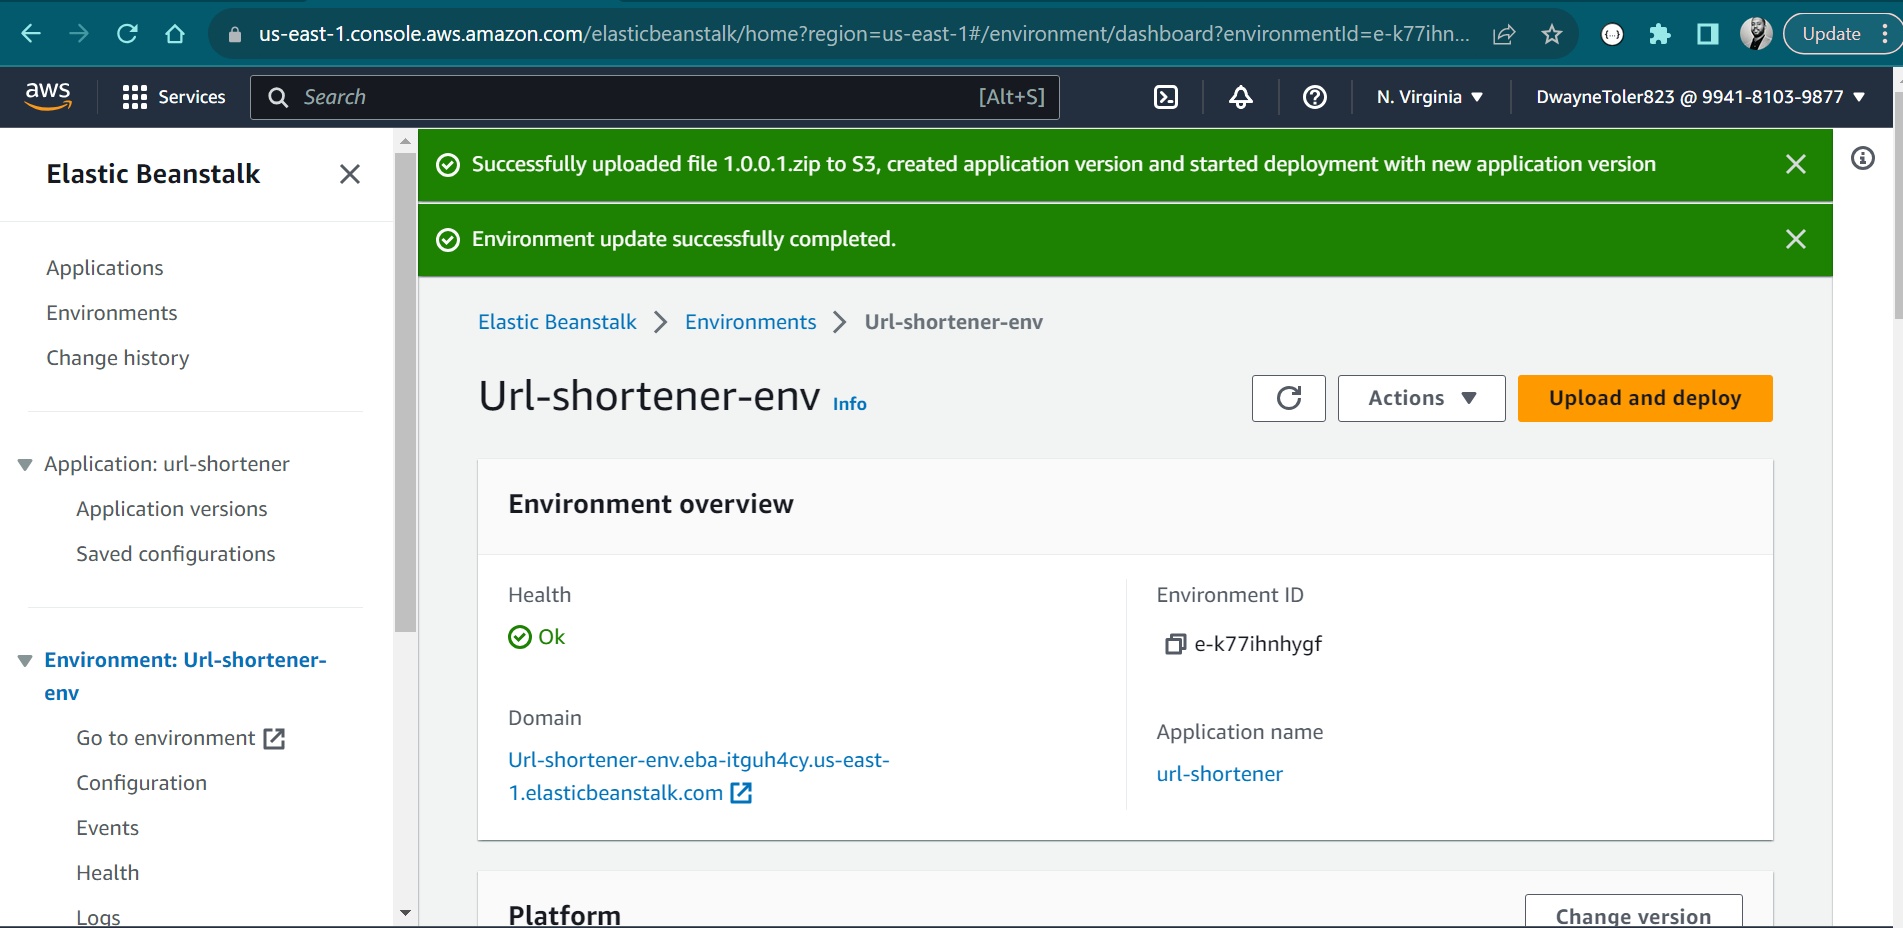 us-east-1.console.aws.amazon.com/elasticbeanstalk/home?region=us-east-1#/environment/dashboard?environmentId=e-k77ihn...
Update
aws
Services
Search
[Alt+S]
N. Virginia
DwayneToler823 @ 9941-8103-9877
Elastic Beanstalk
Applications
Environments
Change history
Application: url-shortener
Application versions
Saved configurations
Environment: Url-shortener-
env
Go to environment
Configuration
Events
Health
Logs
Successfully uploaded file 1.0.0.1.zip to S3, created application version and started deployment with new application version
Environment update successfully completed.
Elastic Beanstalk
Environments
Url-shortener-env
Url-shortener-env Info
Actions
Upload and deploy
Environment overview
Health
Ok
Domain
Url-shortener-env.eba-itguh4cy.us-east-
1.elasticbeanstalk.com
Environment ID
e-k77ihnhygf
Application name
url-shortener
Platform
Change version